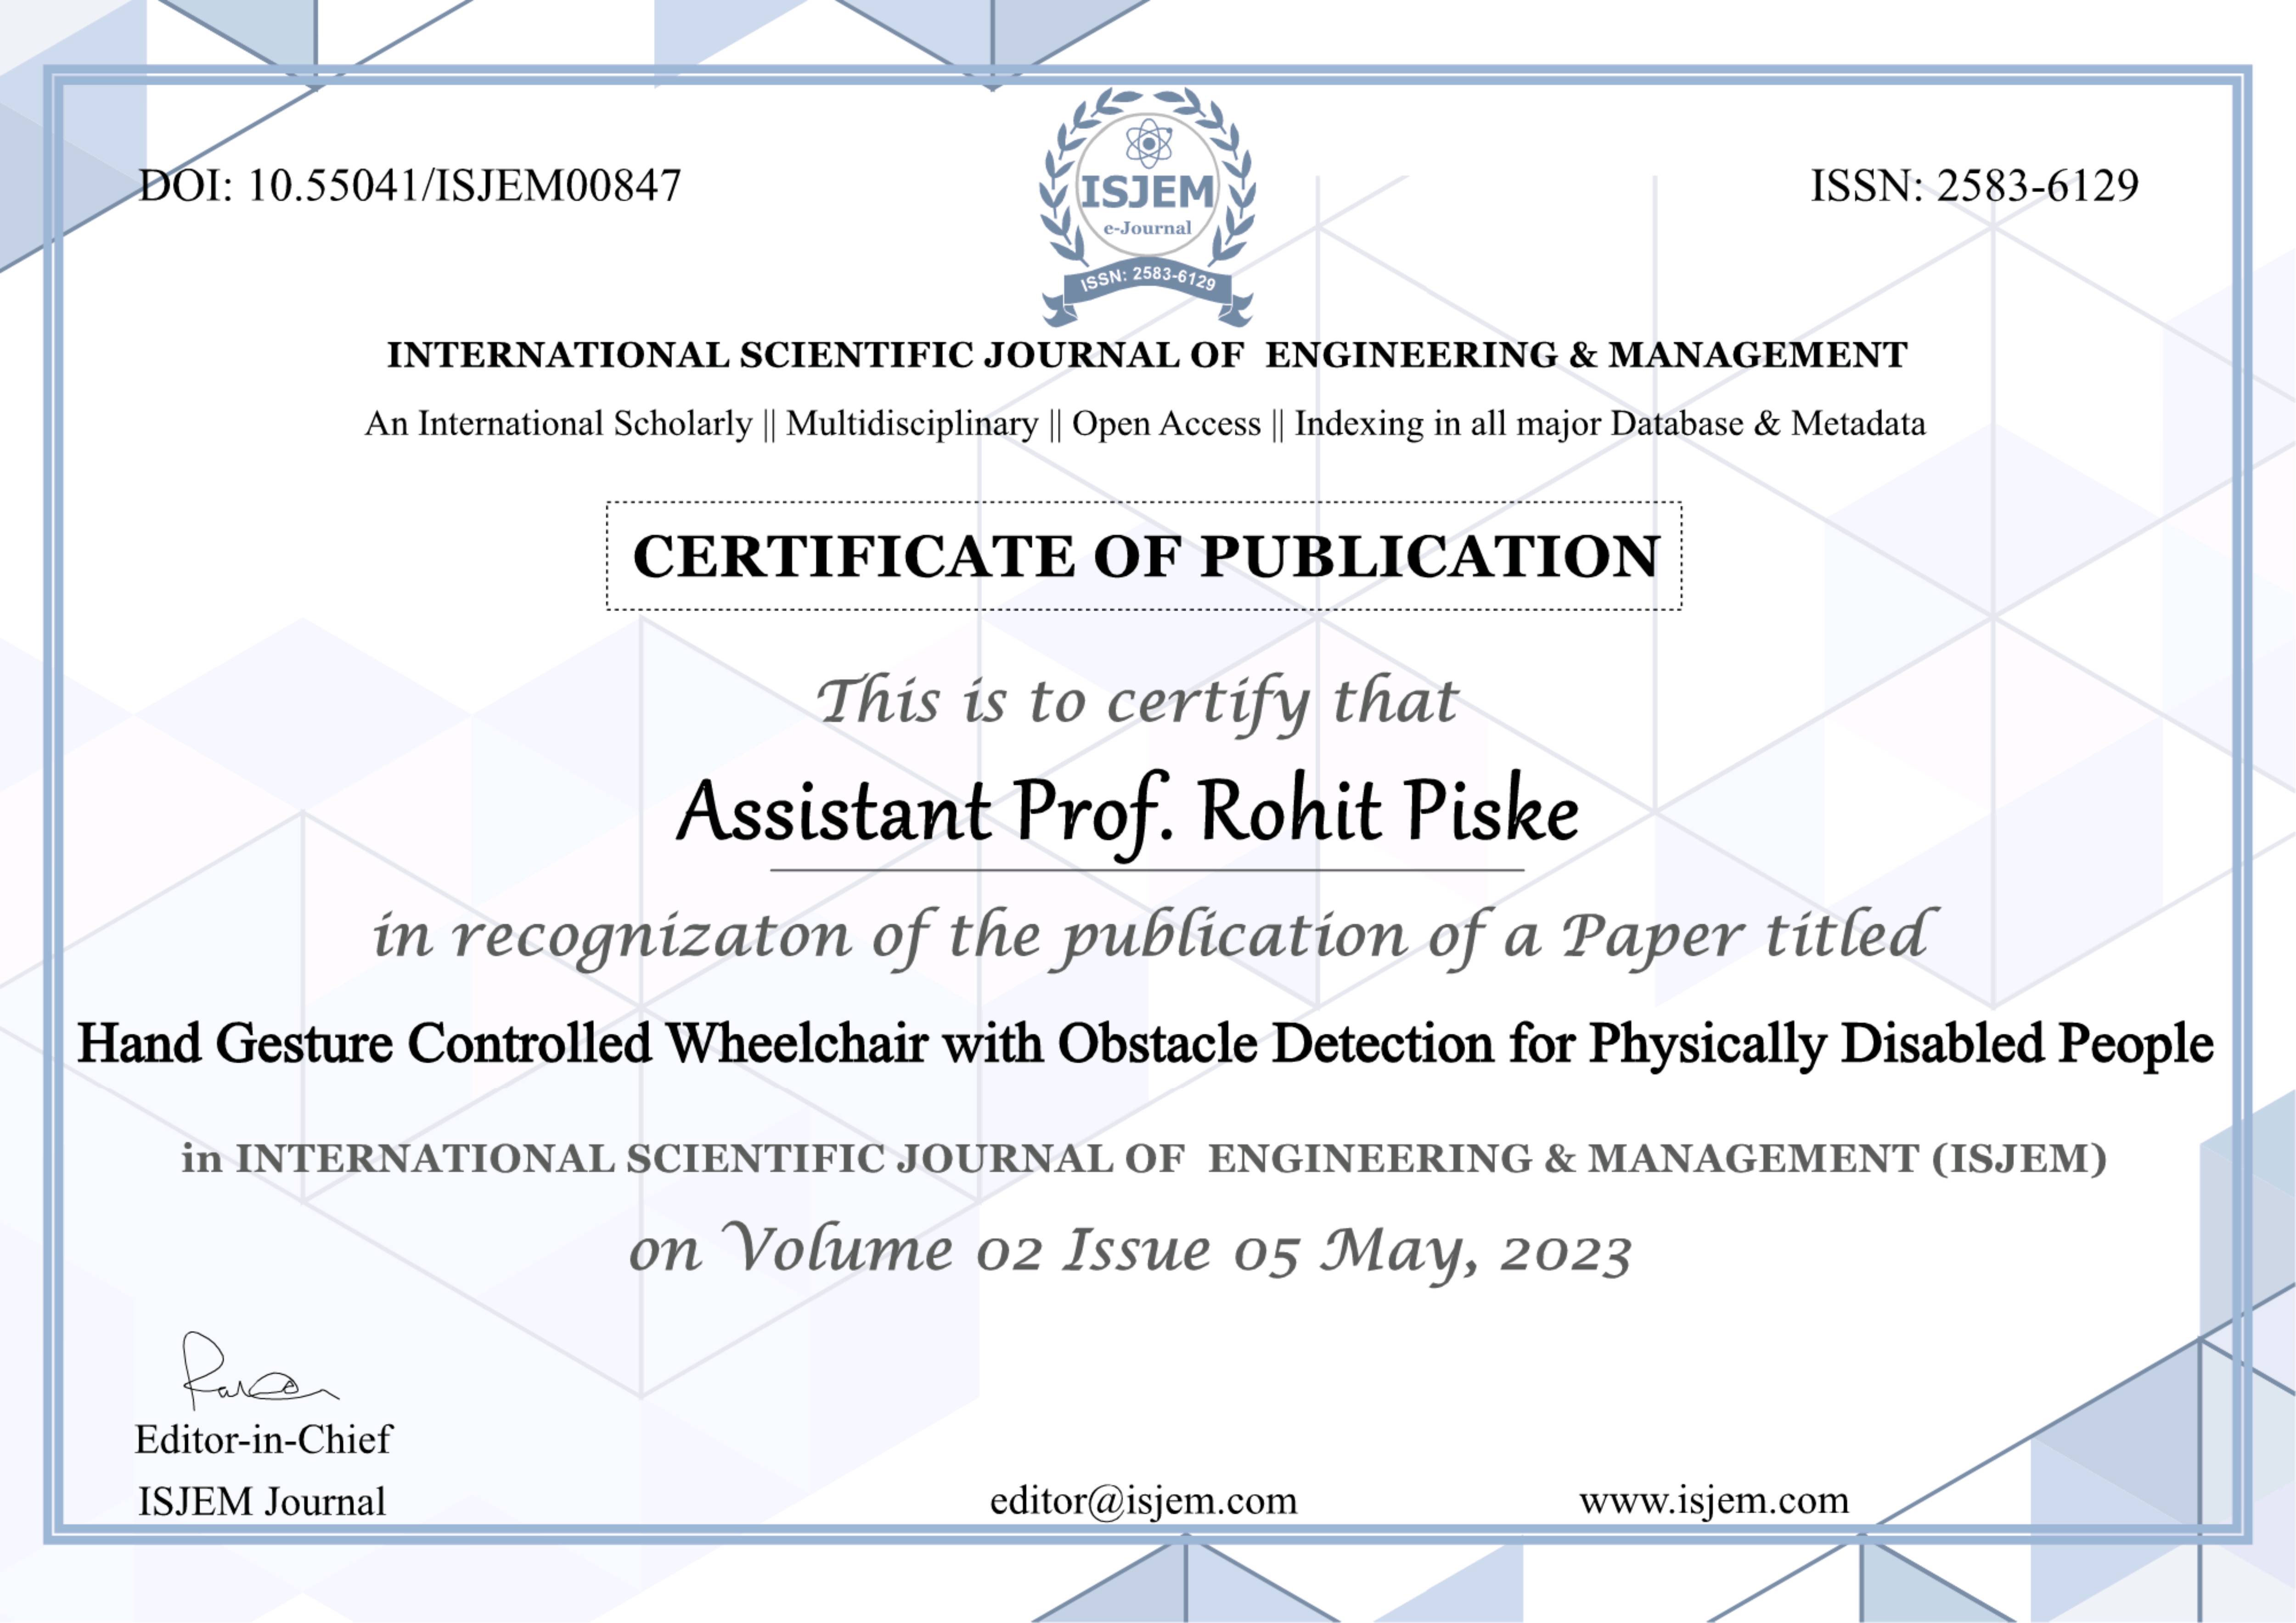 DOI: 10.55041/ISJEM00847
ISSN: 2583-6129
ISJEM
e-Journal
ISSN: 2583-6129
INTERNATIONAL SCIENTIFIC JOURNAL OF ENGINEERING & MANAGEMENT
An International Scholarly || Multidisciplinary || Open Access || Indexing in all major Database & Metadata
CERTIFICATE OF PUBLICATION
This is to certify that
Assistant Prof. Rohit Piske
in recognizaton of the publication of a Paper titled
Hand Gesture Controlled Wheelchair with Obstacle Detection for Physically Disabled People
in INTERNATIONAL SCIENTIFIC JOURNAL OF ENGINEERING & MANAGEMENT (ISJEM)
on Volume 02 Issue 05 May, 2023
Editor-in-Chief
ISJEM Journal
editor@isjem.com
www.isjem.com